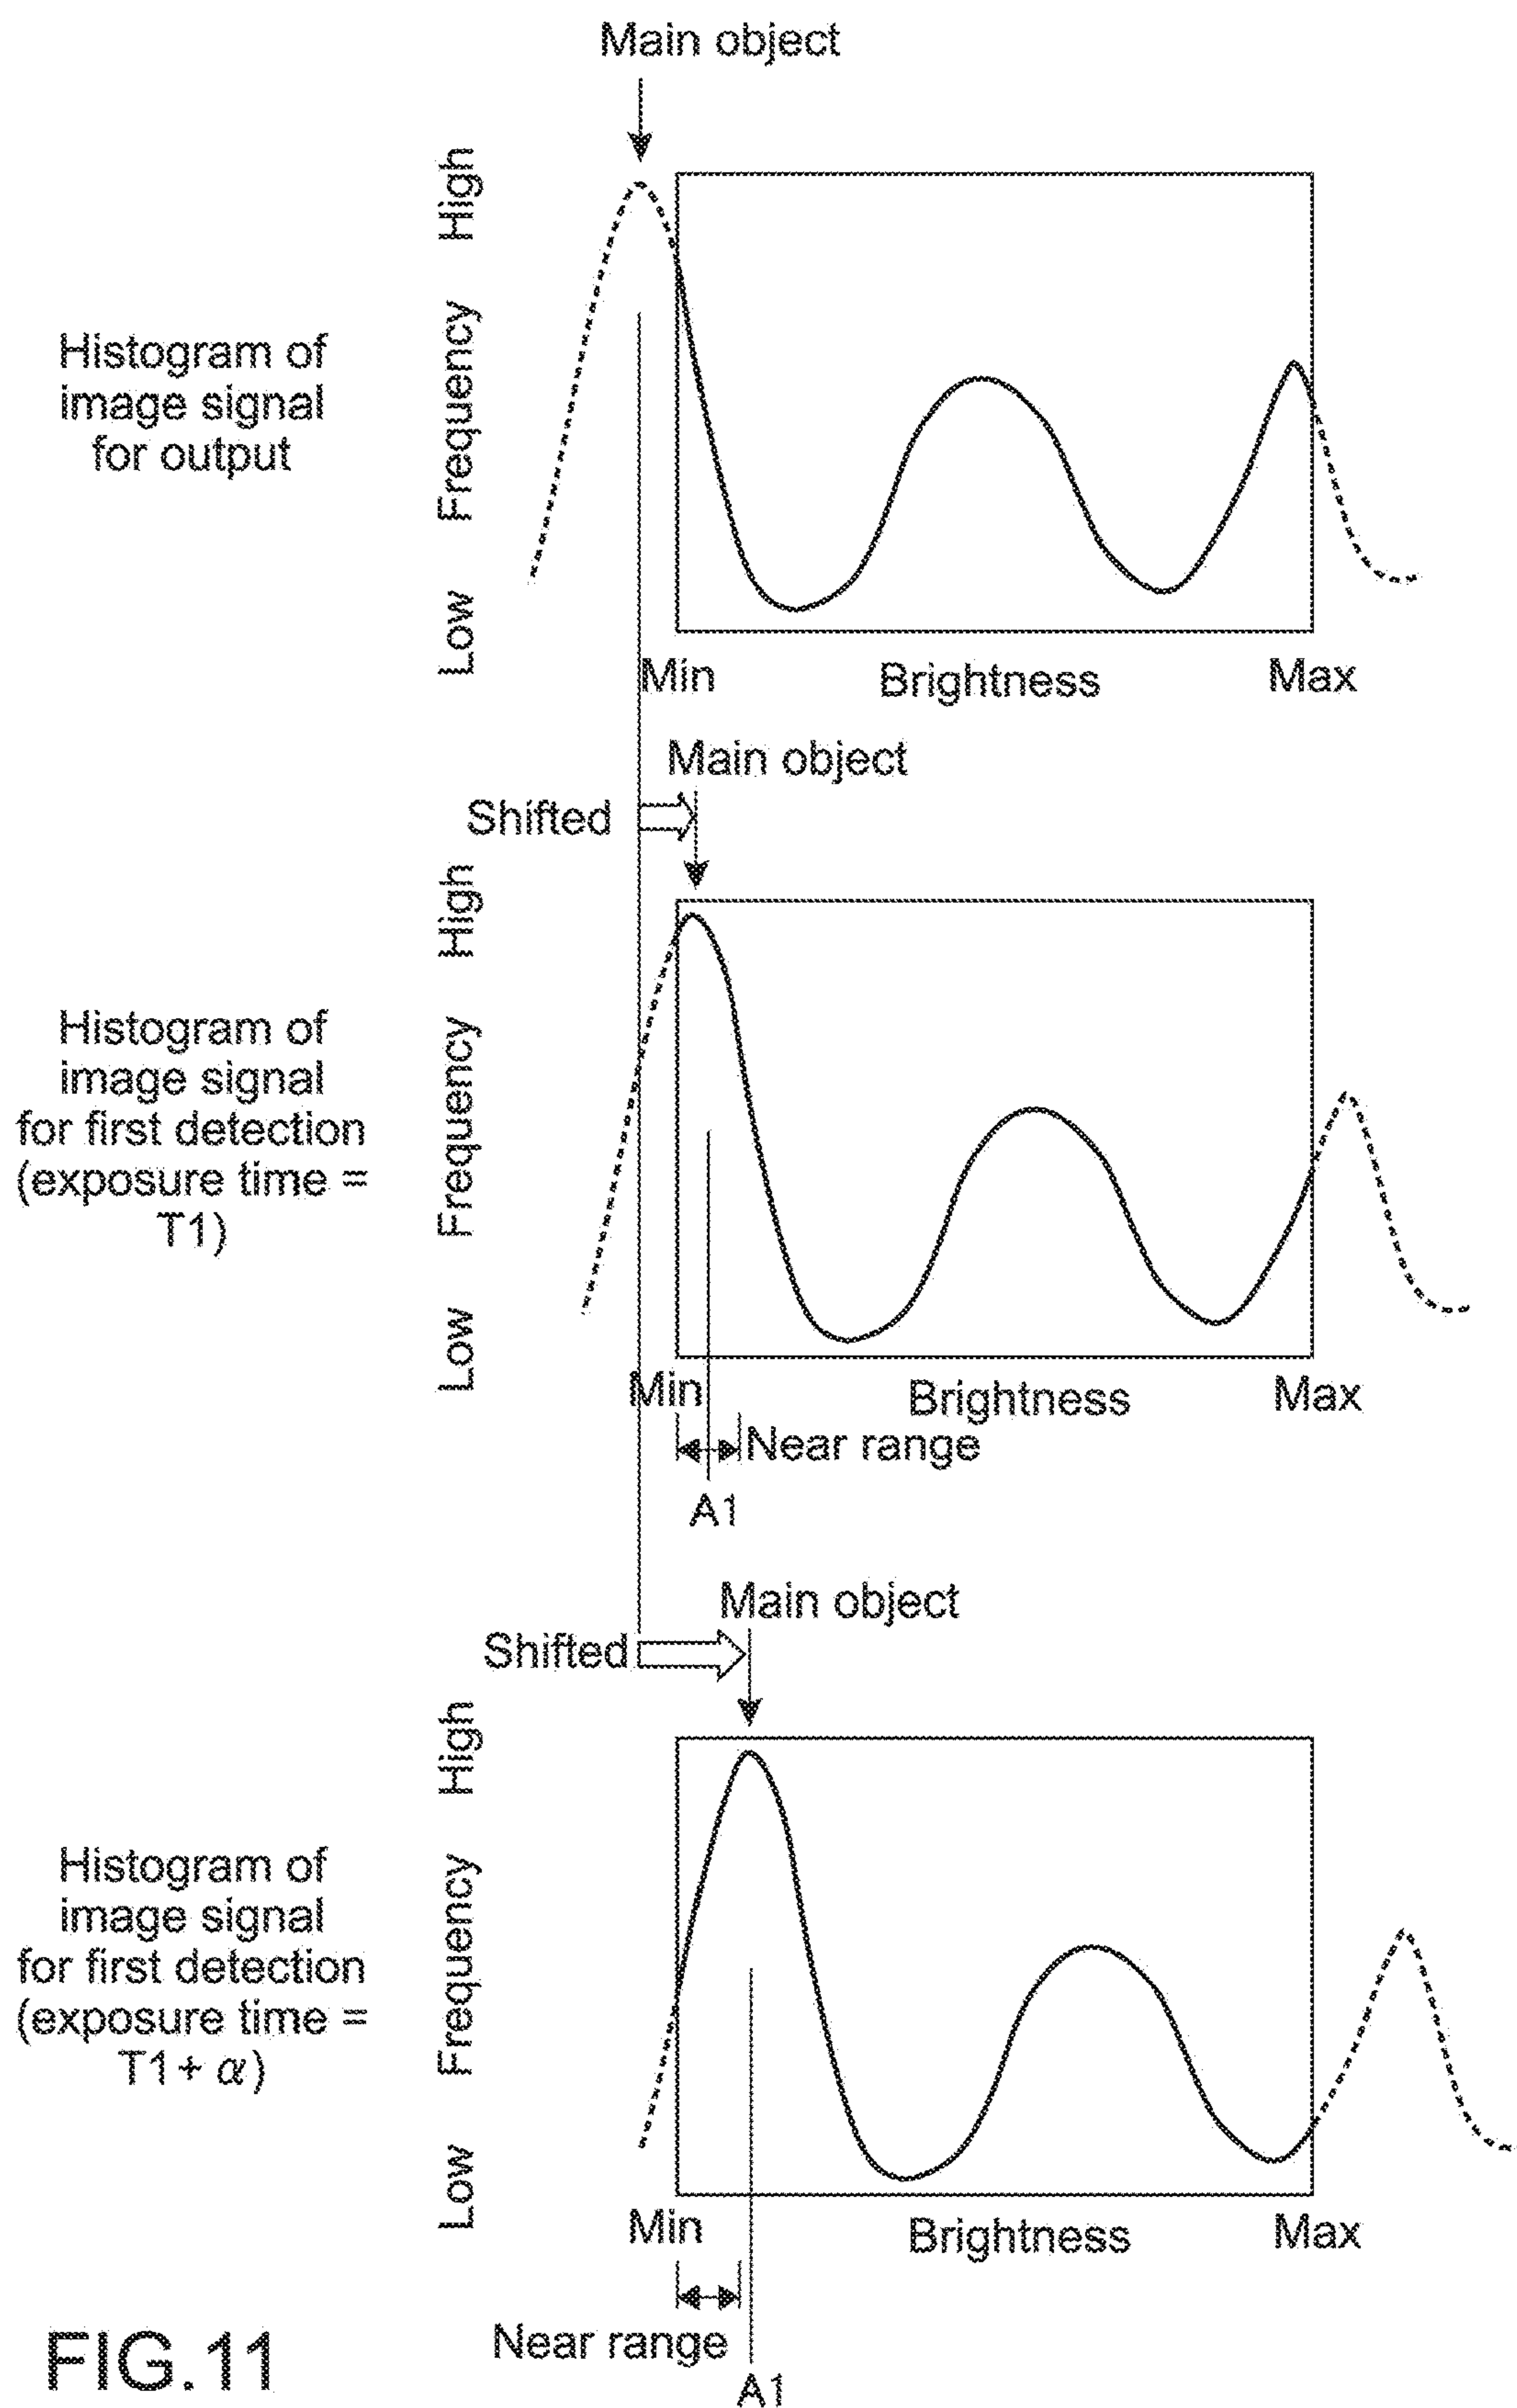 Main object
High
Frequency
Low
Histogram of
image signal
for output
Min
Brightness
Max
Main object
Shifted
High
Frequency
Low
Histogram of
image signal
for first detection
(exposure time =
T1)
Min
Brightness
Max
Near range
A1
Main object
Shifted
High
Frequency
Low
Histogram of
image signal
for first detection
(exposure time =
T1+ α)
Min
Brightness
Max
Near range
A1
FIG.11